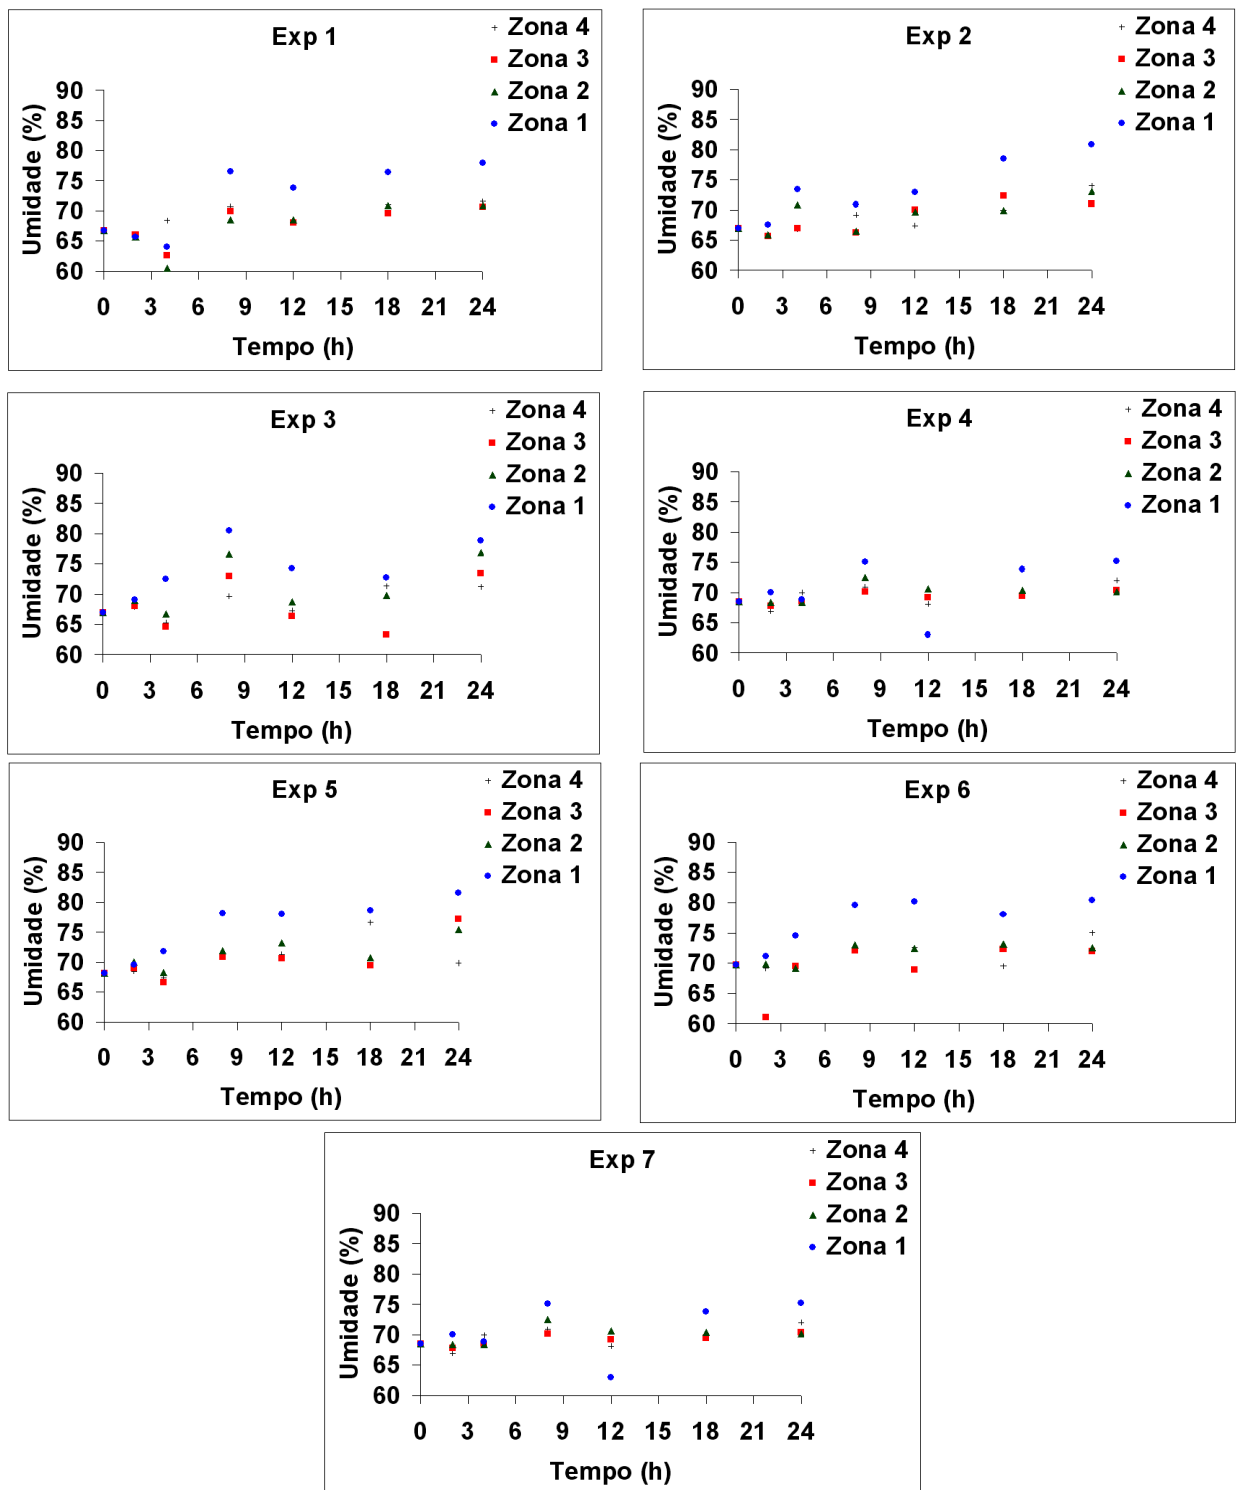 Exp 1
Zona 4
Zona 3
Zona 2
Zona 1
Umidade (%)
90
85
80
75
70
65
60
0 3 6 9 12 15 18 21 24
Tempo (h)
Exp 2
Zona 4
Zona 3
Zona 2
Zona 1
Umidade (%)
90
85
80
75
70
65
60
0 3 6 9 12 15 18 21 24
Tempo (h)
Exp 3
Zona 4
Zona 3
Zona 2
Zona 1
Umidade (%)
90
85
80
75
70
65
60
0 3 6 9 12 15 18 21 24
Tempo (h)
Exp 4
Zona 4
Zona 3
Zona 2
Zona 1
Umidade (%)
90
85
80
75
70
65
60
0 3 6 9 12 15 18 21 24
Tempo (h)
Exp 5
Zona 4
Zona 3
Zona 2
Zona 1
Umidade (%)
90
85
80
75
70
65
60
0 3 6 9 12 15 18 21 24
Tempo (h)
Exp 6
Zona 4
Zona 3
Zona 2
Zona 1
Umidade (%)
90
85
80
75
70
65
60
0 3 6 9 12 15 18 21 24
Tempo (h)
Exp 7
Zona 4
Zona 3
Zona 2
Zona 1
Umidade (%)
90
85
80
75
70
65
60
0 3 6 9 12 15 18 21 24
Tempo (h)